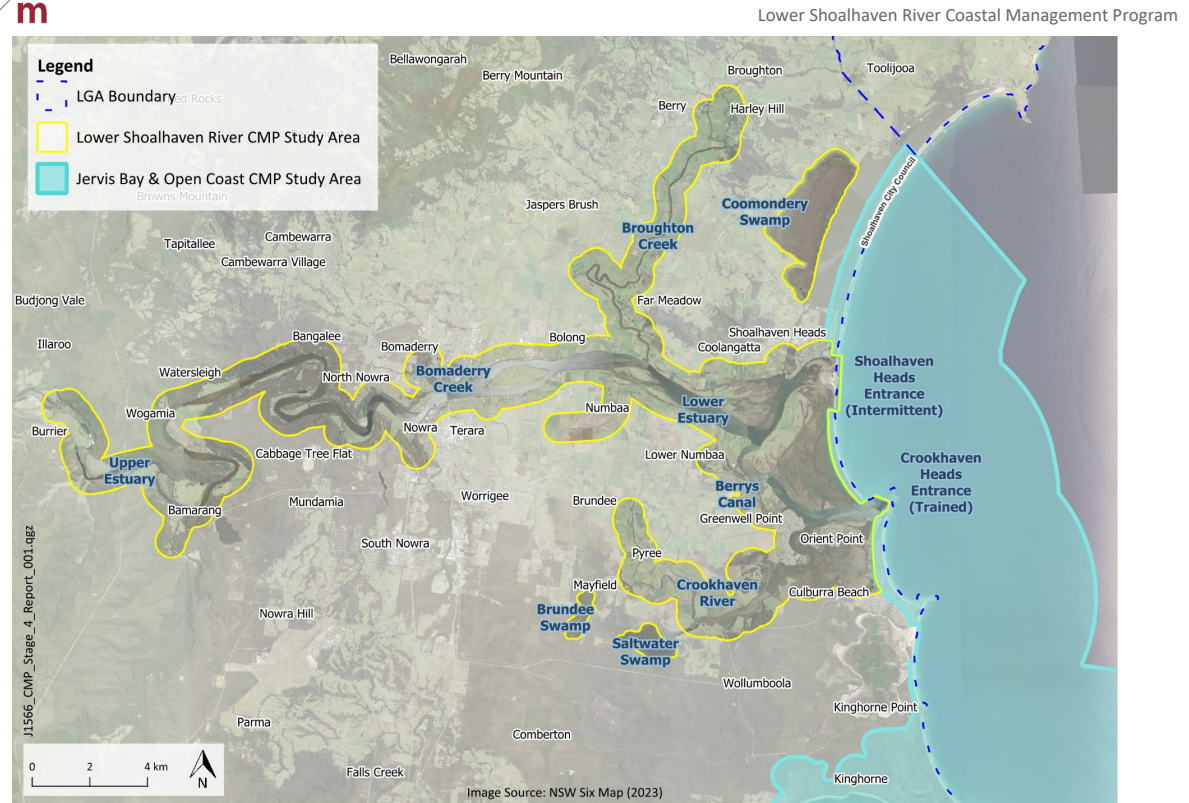 m
Lower Shoalhaven River Coastal Management Program
Legend
LGA Boundary
Lower Shoalhaven River CMP Study Area
Jervis Bay & Open Coast CMP Study Area
Browns Mountain
Bellawongarah
Berry Mountain
Broughton
Toolijooa
Berry
Harley Hill
Jaspers Brush
Coomondery
Swamp
Shoalhaven City Council
Broughton
Creek
Tapitallee
Cambewarra
Cambewarra Village
Budjong Vale
Far Meadow
Illaroo
Bangalee
Bomaderry
Bolong
Shoalhaven Heads
Coolangatta
Watersleigh
North Nowra
Bomaderry
Creek
Shoalhaven
Heads
Entrance
(Intermittent)
Wogamia
Numbaa
Lower
Estuary
Burrier
Nowra
Terara
Cabbage Tree Flat
Lower Numbaa
Upper
Estuary
Crookhaven
Heads
Entrance
(Trained)
Bamarang
Mundamia
Worrigee
Brundee
Berrys
Canal
Greenwell Point
South Nowra
Pyree
Orient Point
Mayfield
Crookhaven
River
Culburra Beach
Nowra Hill
Brundee
Swamp
Saltwater
Swamp
Wollumboola
Kinghorne Point
Parma
Comberton
Falls Creek
Kinghorne
J1566_CMP_Stage_4_Report_001.qgz
0 2 4 km
N
Image Source: NSW Six Map (2023)